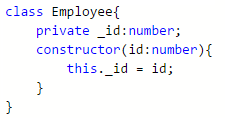 class Employee{
    private _id:number;
    constructor(id:number){
        this._id = id;
    }
}